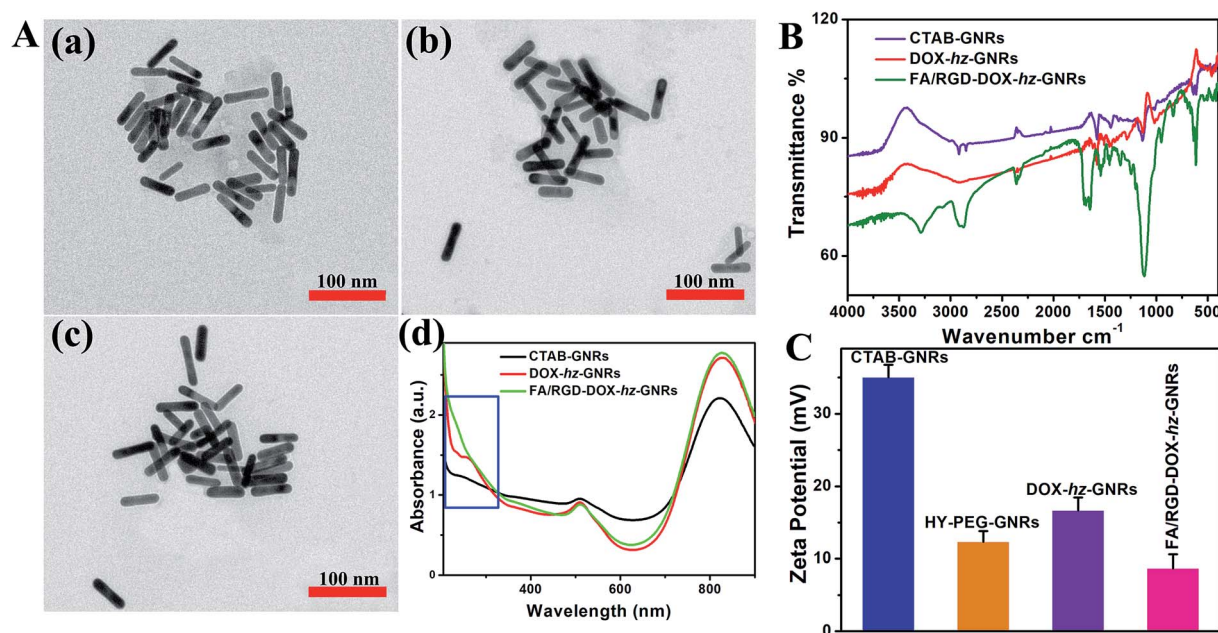 A
(a)
100 nm
(b)
100 nm
(c)
100 nm
(d)
CTAB-GNRs
DOX-hz-GNRs
FA/RGD-DOX-hz-GNRs
Absorbance (a.u.)
2
1
0
400
600
800
Wavelength (nm)
B
CTAB-GNRs
DOX-hz-GNRs
FA/RGD-DOX-hz-GNRs
Transmittance %
120
90
60
4000
3500
3000
2500
2000
1500
1000
500
Wavenumber cm-1
C
CTAB-GNRs
HY-PEG-GNRs
DOX-hz-GNRs
FA/RGD-DOX-hz-GNRs
Zeta Potential (mV)
30
20
10
0